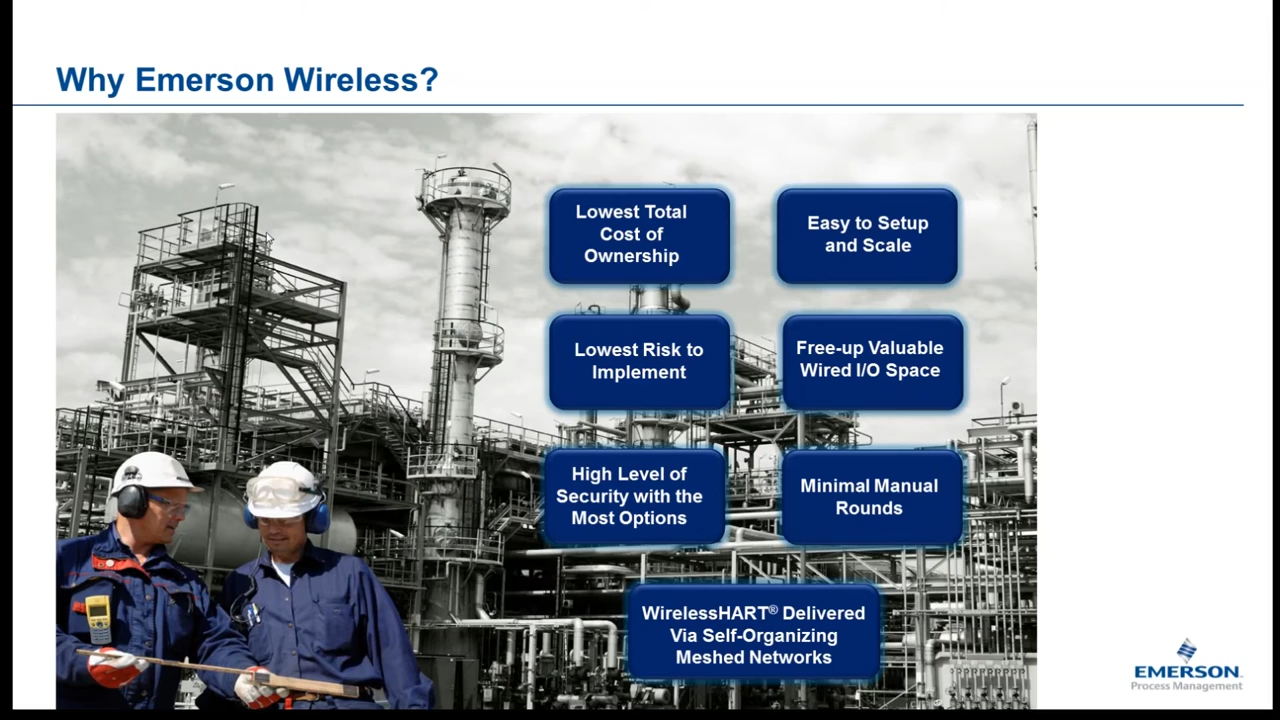 Why Emerson Wireless?
Lowest Total
Cost of
Ownership
Easy to Setup
and Scale
Lowest Risk to
Implement
Free-up Valuable
Wired I/O Space
High Level of
Security with the
Most Options
Minimal Manual
Rounds
WirelessHART® Delivered
Via Self-Organizing
Meshed Networks
EMERSON
Process Management